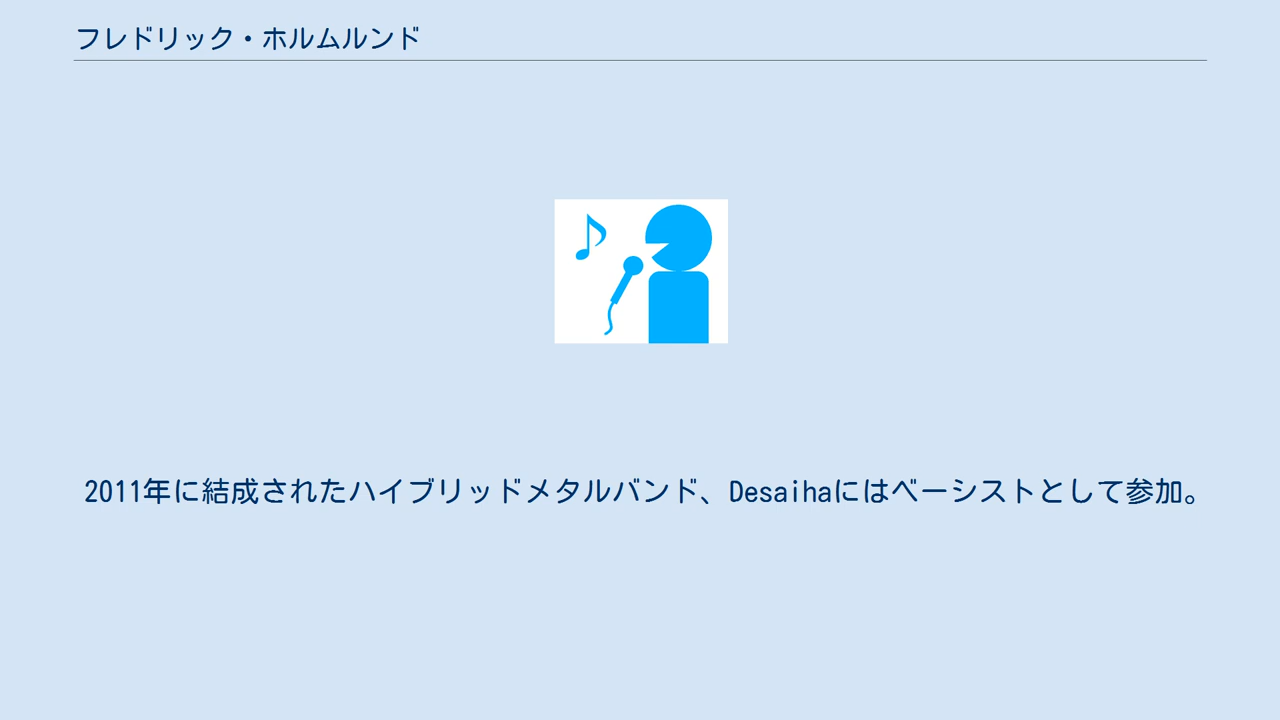 フレドリック・ホルムルンド
2011年に結成されたハイブリッドメタルバンド、Desaihaにはベーシストとして参加。